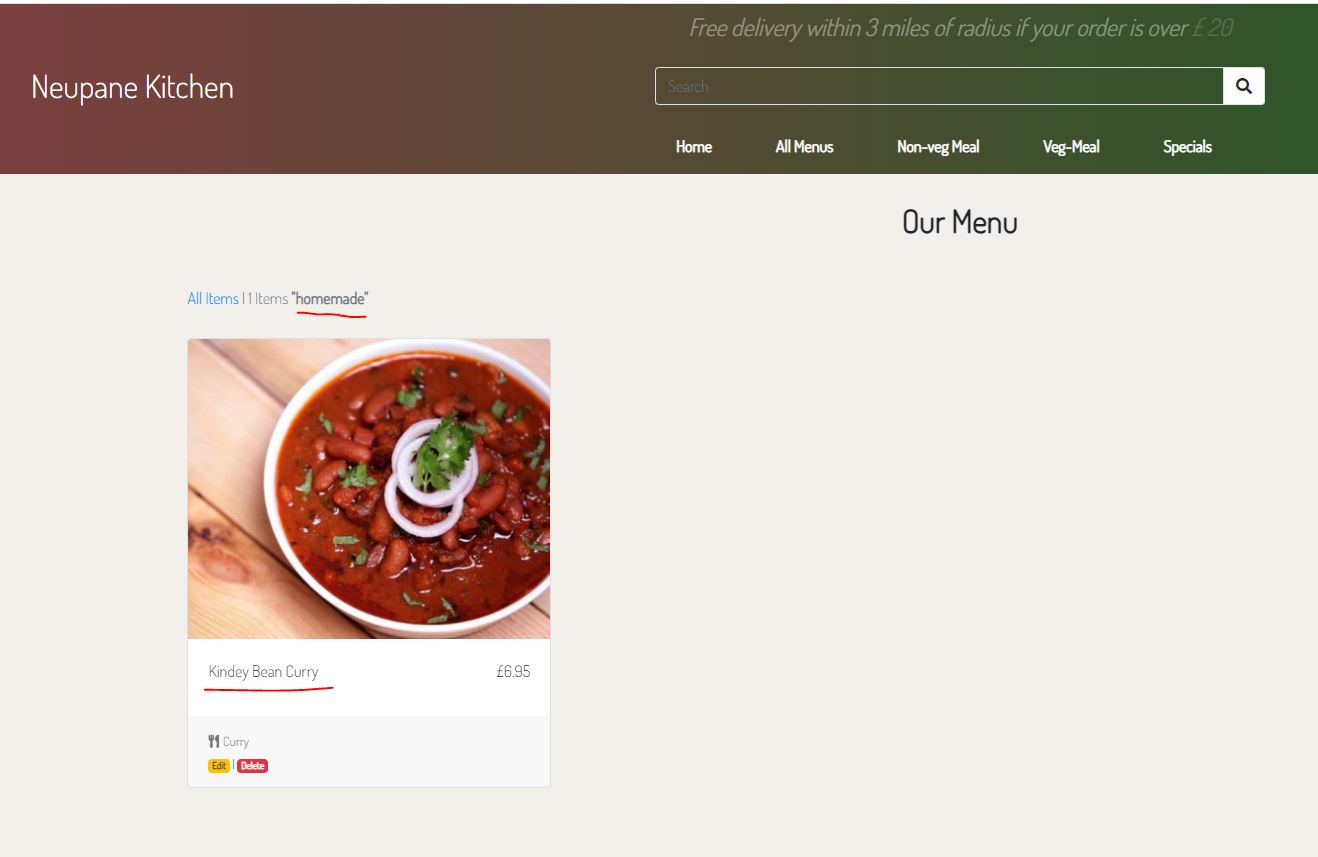 Free delivery within 3 miles of radius if your order is over £ 20
Neupane Kitchen
Search
Home All Menus Non-veg Meal Veg-Meal Specials
Our Menu
All Items | 1 Items "homemade"
Kindey Bean Curry £6.95
Curry
Edit | Delete